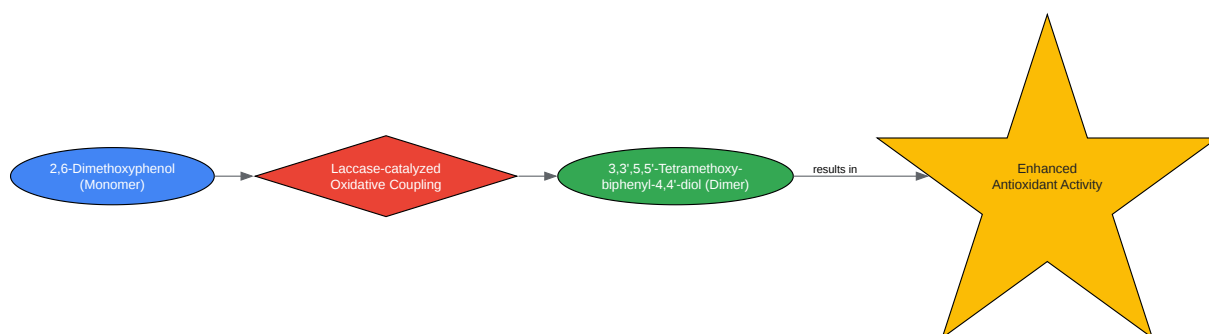 2,6-Dimethoxyphenol
(Monomer)
Laccase-catalyzed
Oxidative Coupling
3,3',5,5'-Tetramethoxy-
biphenyl-4,4'-diol (Dimer)
results in
Enhanced
Antioxidant Activity